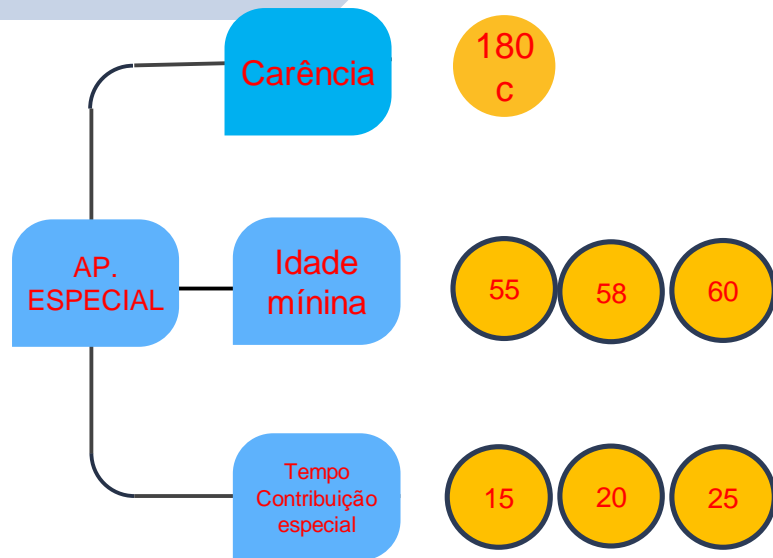 Carência
180
c
AP.
ESPECIAL
Idade
mínina
55
58
60
Tempo
Contribuição
especial
15
20
25